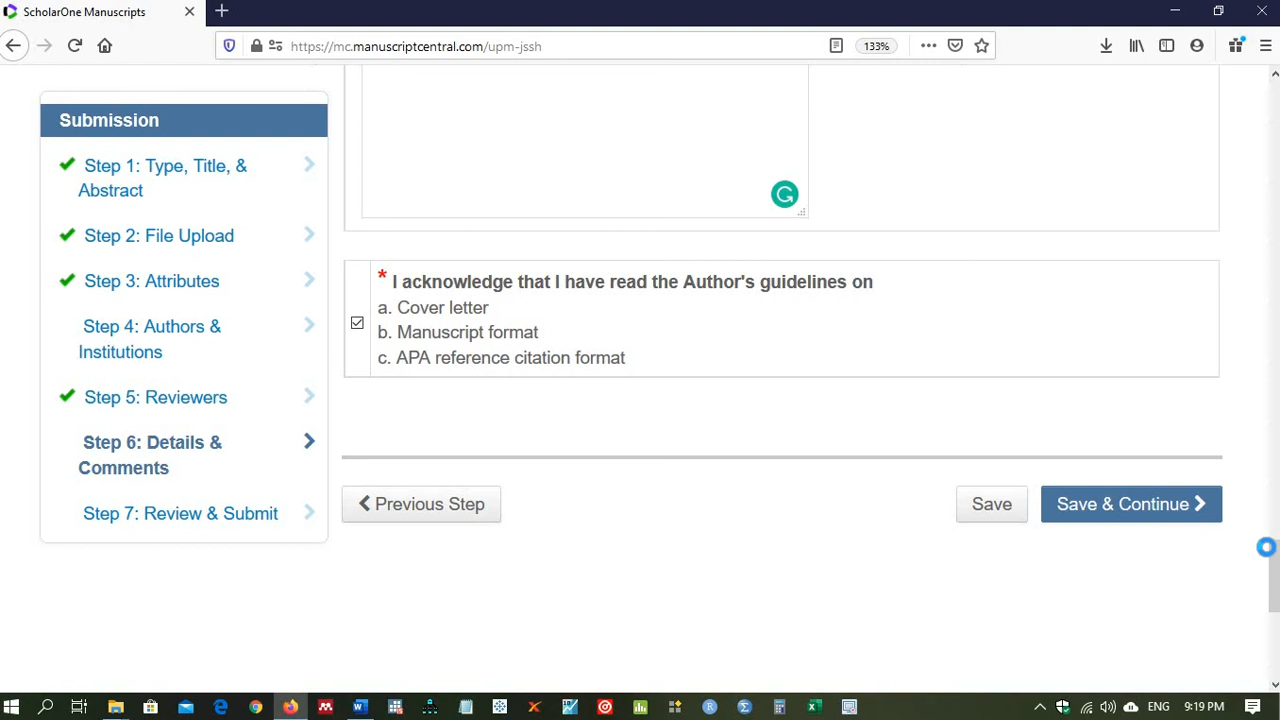 ScholarOne Manuscripts
https://mc.manuscriptcentral.com/upm-jssh
133%
Submission
Step 1: Type, Title, &
Abstract
Step 2: File Upload
Step 3: Attributes
Step 4: Authors &
Institutions
Step 5: Reviewers
Step 6: Details &
Comments
Step 7: Review & Submit
* I acknowledge that I have read the Author's guidelines on
a. Cover letter
b. Manuscript format
c. APA reference citation format
Previous Step
Save
Save & Continue
ENG
9:19 PM